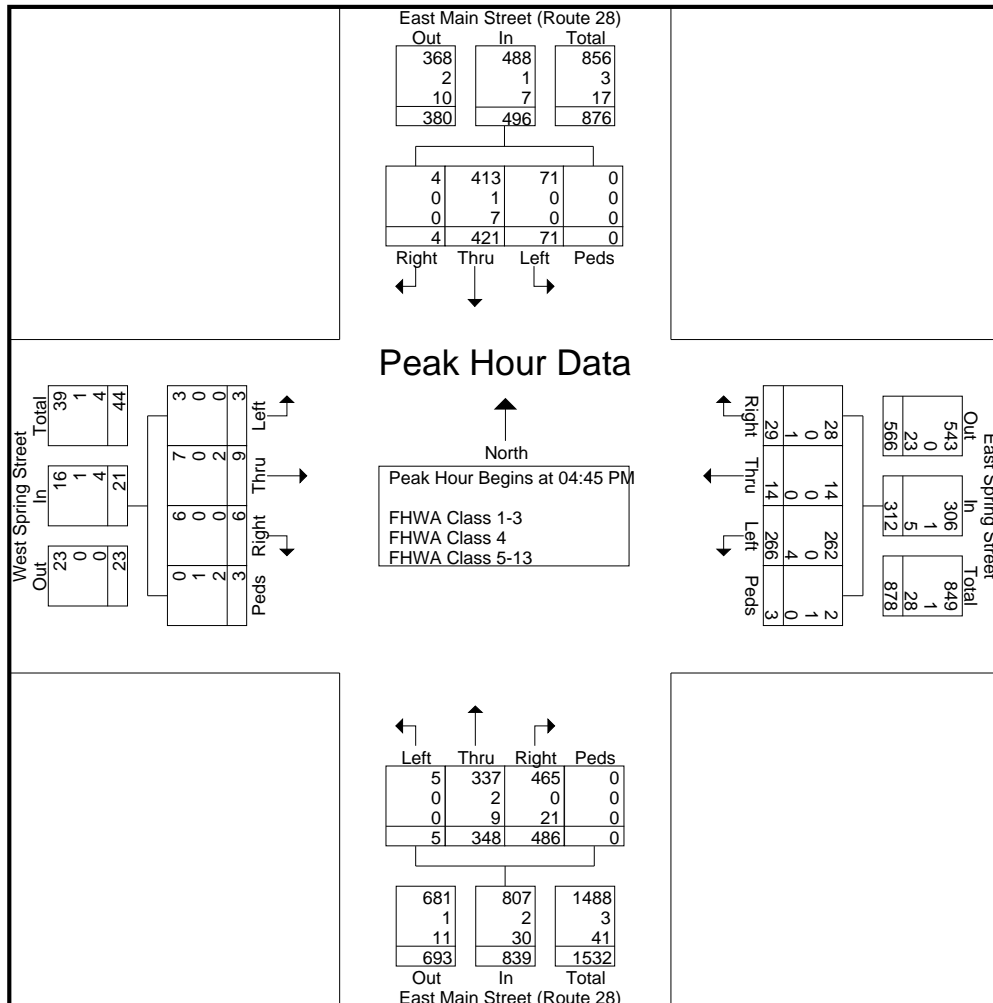 East Main Street (Route 28)
Out In Total
368 488 856
2 1 3
10 7 17
380 496 876
4 413 71 0
0 1 0 0
0 7 0 0
4 421 71 0
Right Thru Left Peds
Peak Hour Data
North
Peak Hour Begins at 04:45 PM
FHWA Class 1-3
FHWA Class 4
FHWA Class 5-13
West Spring Street
Total In Out
39 16 23
1 1 0
4 4 0
44 21 23
3 7 6 0
0 0 0 1
0 2 0 2
3 9 6 3
Left Thru Right Peds
East Spring Street
Out In Total
543 306 849
0 1 1
23 5 28
566 312 878
28 14 262 2
0 0 0 1
1 0 4 0
29 14 266 3
Right Thru Left Peds
Left Thru Right Peds
5 337 465 0
0 2 0 0
0 9 21 0
5 348 486 0
681 807 1488
1 2 3
11 30 41
693 839 1532
Out In Total
East Main Street (Route 28)